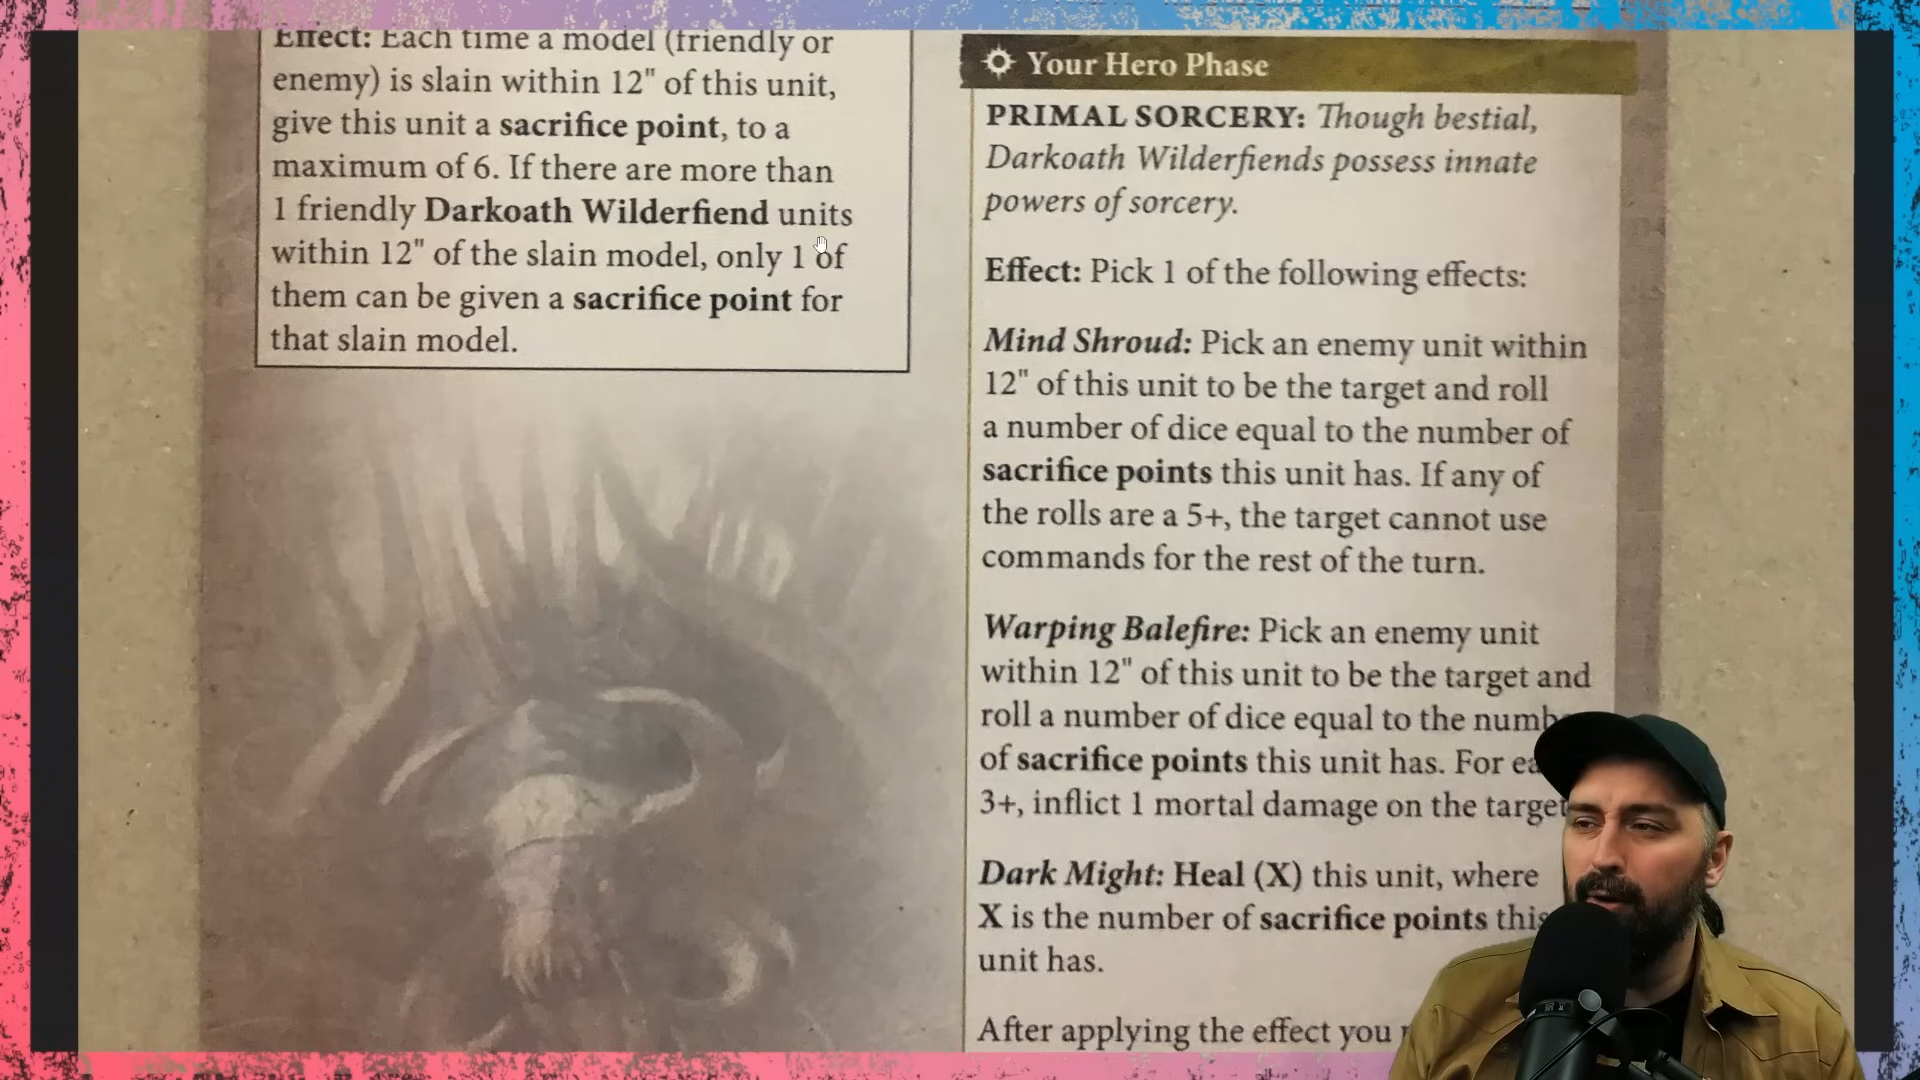 Effect: Each time a model (friendly or
enemy) is slain within 12" of this unit,
give this unit a sacrifice point, to a
maximum of 6. If there are more than
1 friendly Darkoath Wilderfiend units
within 12" of the slain model, only 1 of
them can be given a sacrifice point for
that slain model.
Your Hero Phase
PRIMAL SORCERY: Though bestial,
Darkoath Wilderfiends possess innate
powers of sorcery.
Effect: Pick 1 of the following effects:
Mind Shroud: Pick an enemy unit within
12" of this unit to be the target and roll
a number of dice equal to the number of
sacrifice points this unit has. If any of
the rolls are a 5+, the target cannot use
commands for the rest of the turn.
Warping Balefire: Pick an enemy unit
within 12" of this unit to be the target and
roll a number of dice equal to the
of sacrifice points this unit has. For
3+, inflict 1 mortal damage on the target
Dark Might: Heal (X) this unit, where
X is the number of sacrifice points this
unit has.
After applying the effect you